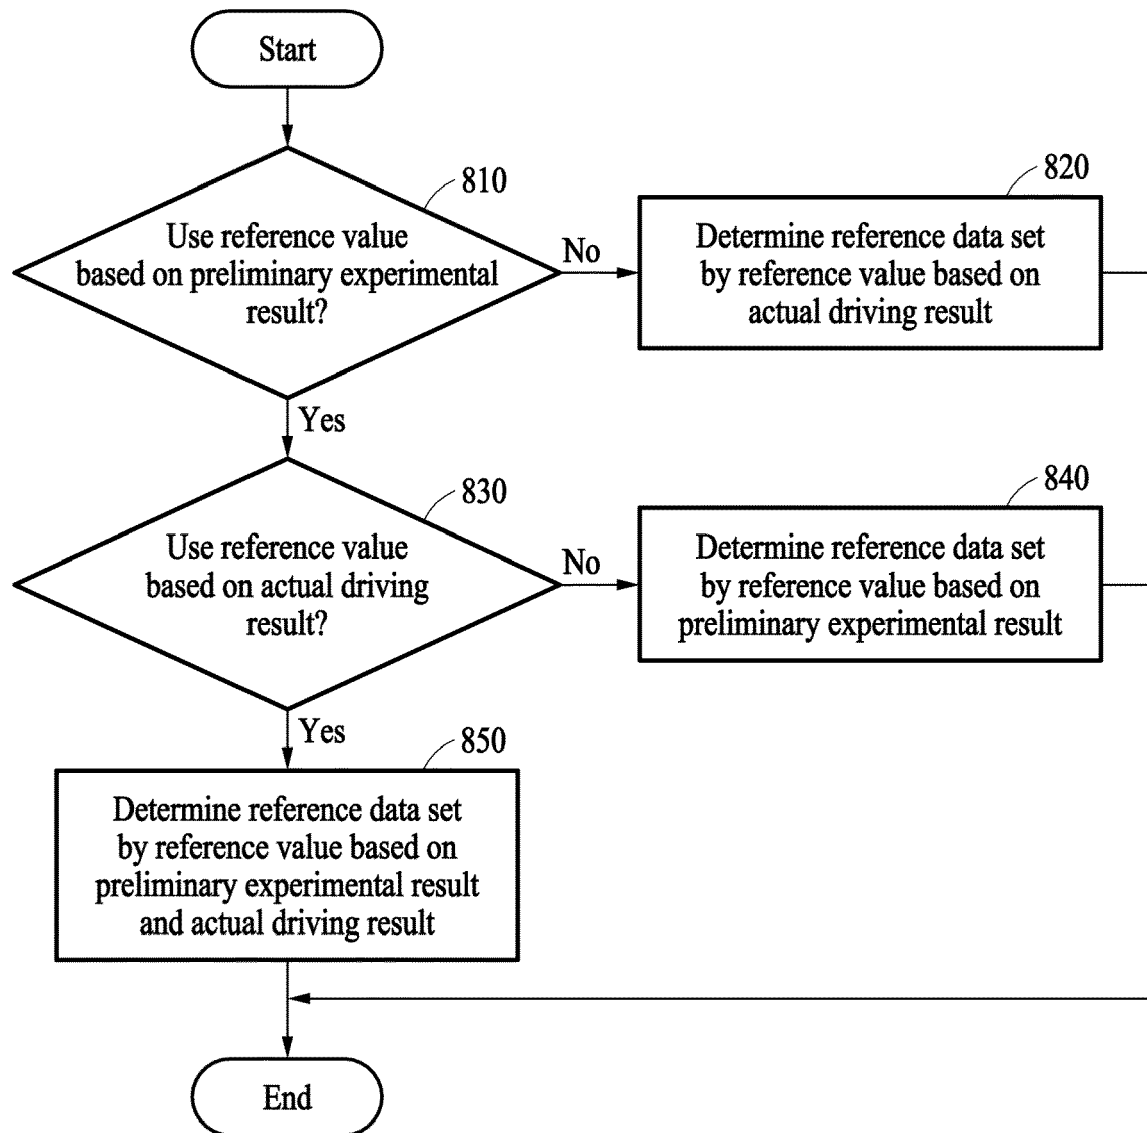 Start
810
Use reference value
based on preliminary experimental
result?
No
820
Determine reference data set
by reference value based on
actual driving result
Yes
830
Use reference value
based on actual driving
result?
No
840
Determine reference data set
by reference value based on
preliminary experimental result
Yes
850
Determine reference data set
by reference value based on
preliminary experimental result
and actual driving result
End